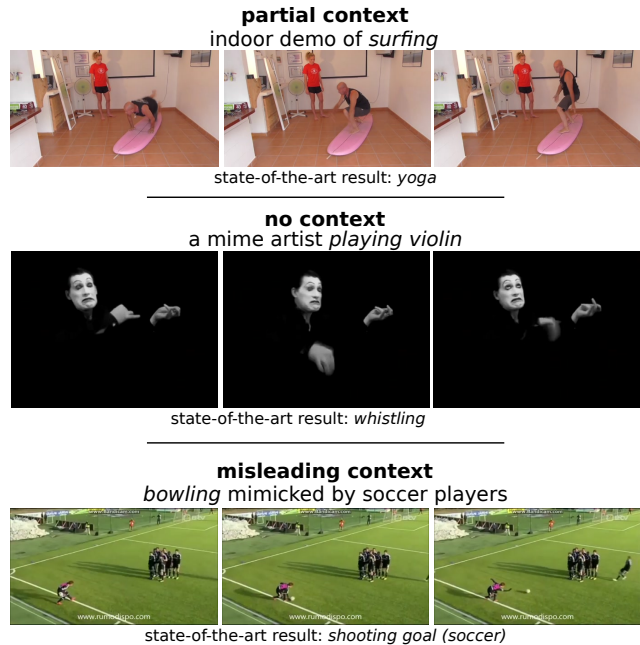 partial context
indoor demo of surfing
state-of-the-art result: yoga
no context
a mime artist playing violin
state-of-the-art result: whistling
misleading context
bowling mimicked by soccer players
www.rumodispo.com
www.rumodispo.com
www.rumodispo.com
state-of-the-art result: shooting goal (soccer)